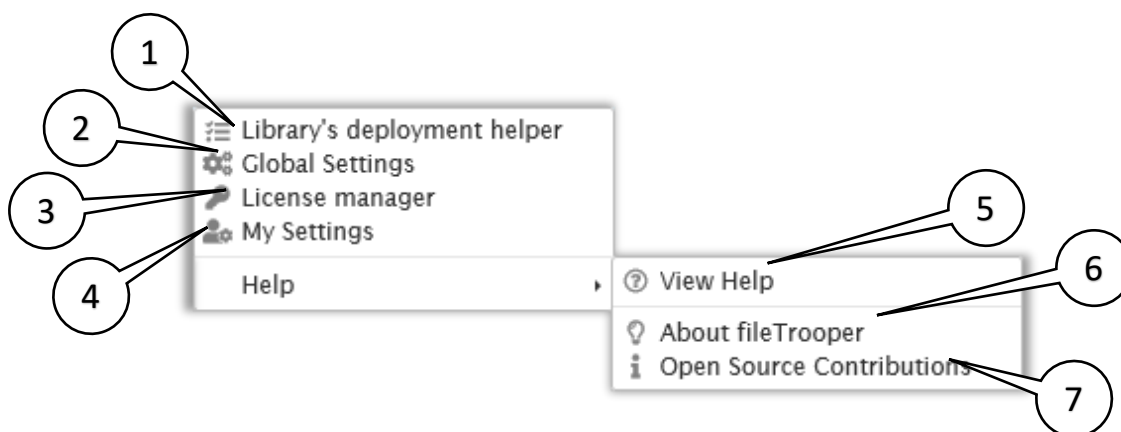 1
2
Library's deployment helper
Global Settings
3
License manager
My Settings
4
Help
5
View Help
6
About fileTrooper
Open Source Contributions
7